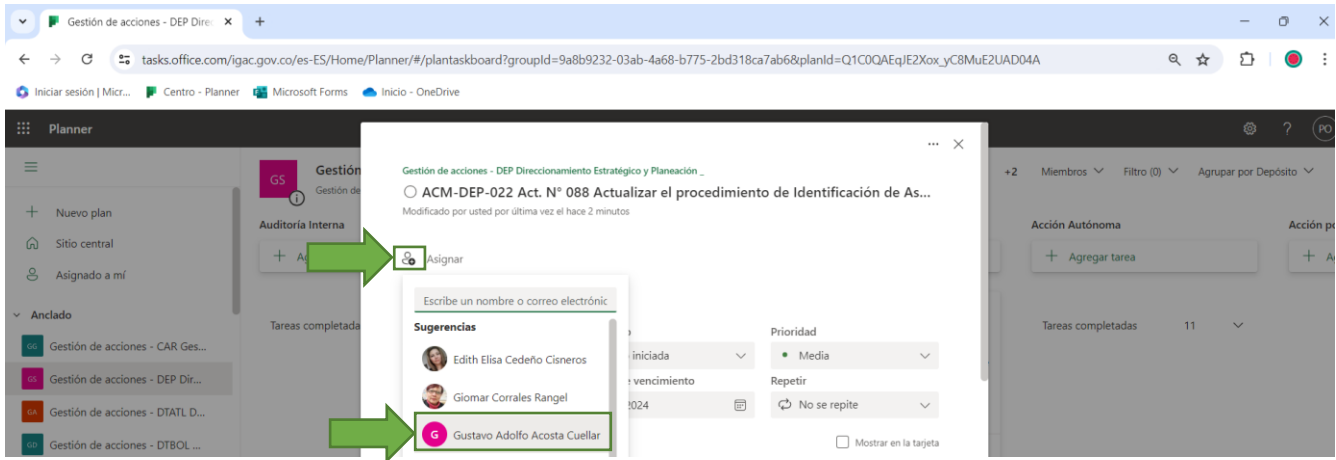 Gestión de acciones - DEP Direc
tasks.office.com/igac.gov.co/es-ES/Home/Planner/#/plantaskboard?groupId=9a8b9232-03ab-4a68-b775-2bd318ca7ab6&planId=Q1C0QAEqJE2Xox_yC8MuE2UAD04A
Iniciar sesión | Micr... Centro - Planner Microsoft Forms Inicio - OneDrive
Planner ? PO
Gestión de acciones - DEP Direccionamiento Estratégico y Planeación _
GS Gestión +2 Miembros Filtro (0) Agrupar por Depósito
Gestión de
ACM-DEP-022 Act. N° 088 Actualizar el procedimiento de Identificación de As...
Modificado por usted por última vez el hace 2 minutos
Nuevo plan
Auditoría Interna Acción Autónoma Acción po
Sitio central
+ Ag Asignar + Agregar tarea + A
Asignado a mí
Escribe un nombre o correo electrónic
Anclado
Tareas completada Sugerencias Prioridad Tareas completadas 11
GG Gestión de acciones - CAR Ges...
Edith Elisa Cedeño Cisneros iniciada Media
vencimiento Repetir
GS Gestión de acciones - DEP Dir...
Giomar Corrales Rangel 2024 No se repite
GA Gestión de acciones - DTATL D...
G Gustavo Adolfo Acosta Cuellar Mostrar en la tarjeta
GD Gestión de acciones - DTBOL ...